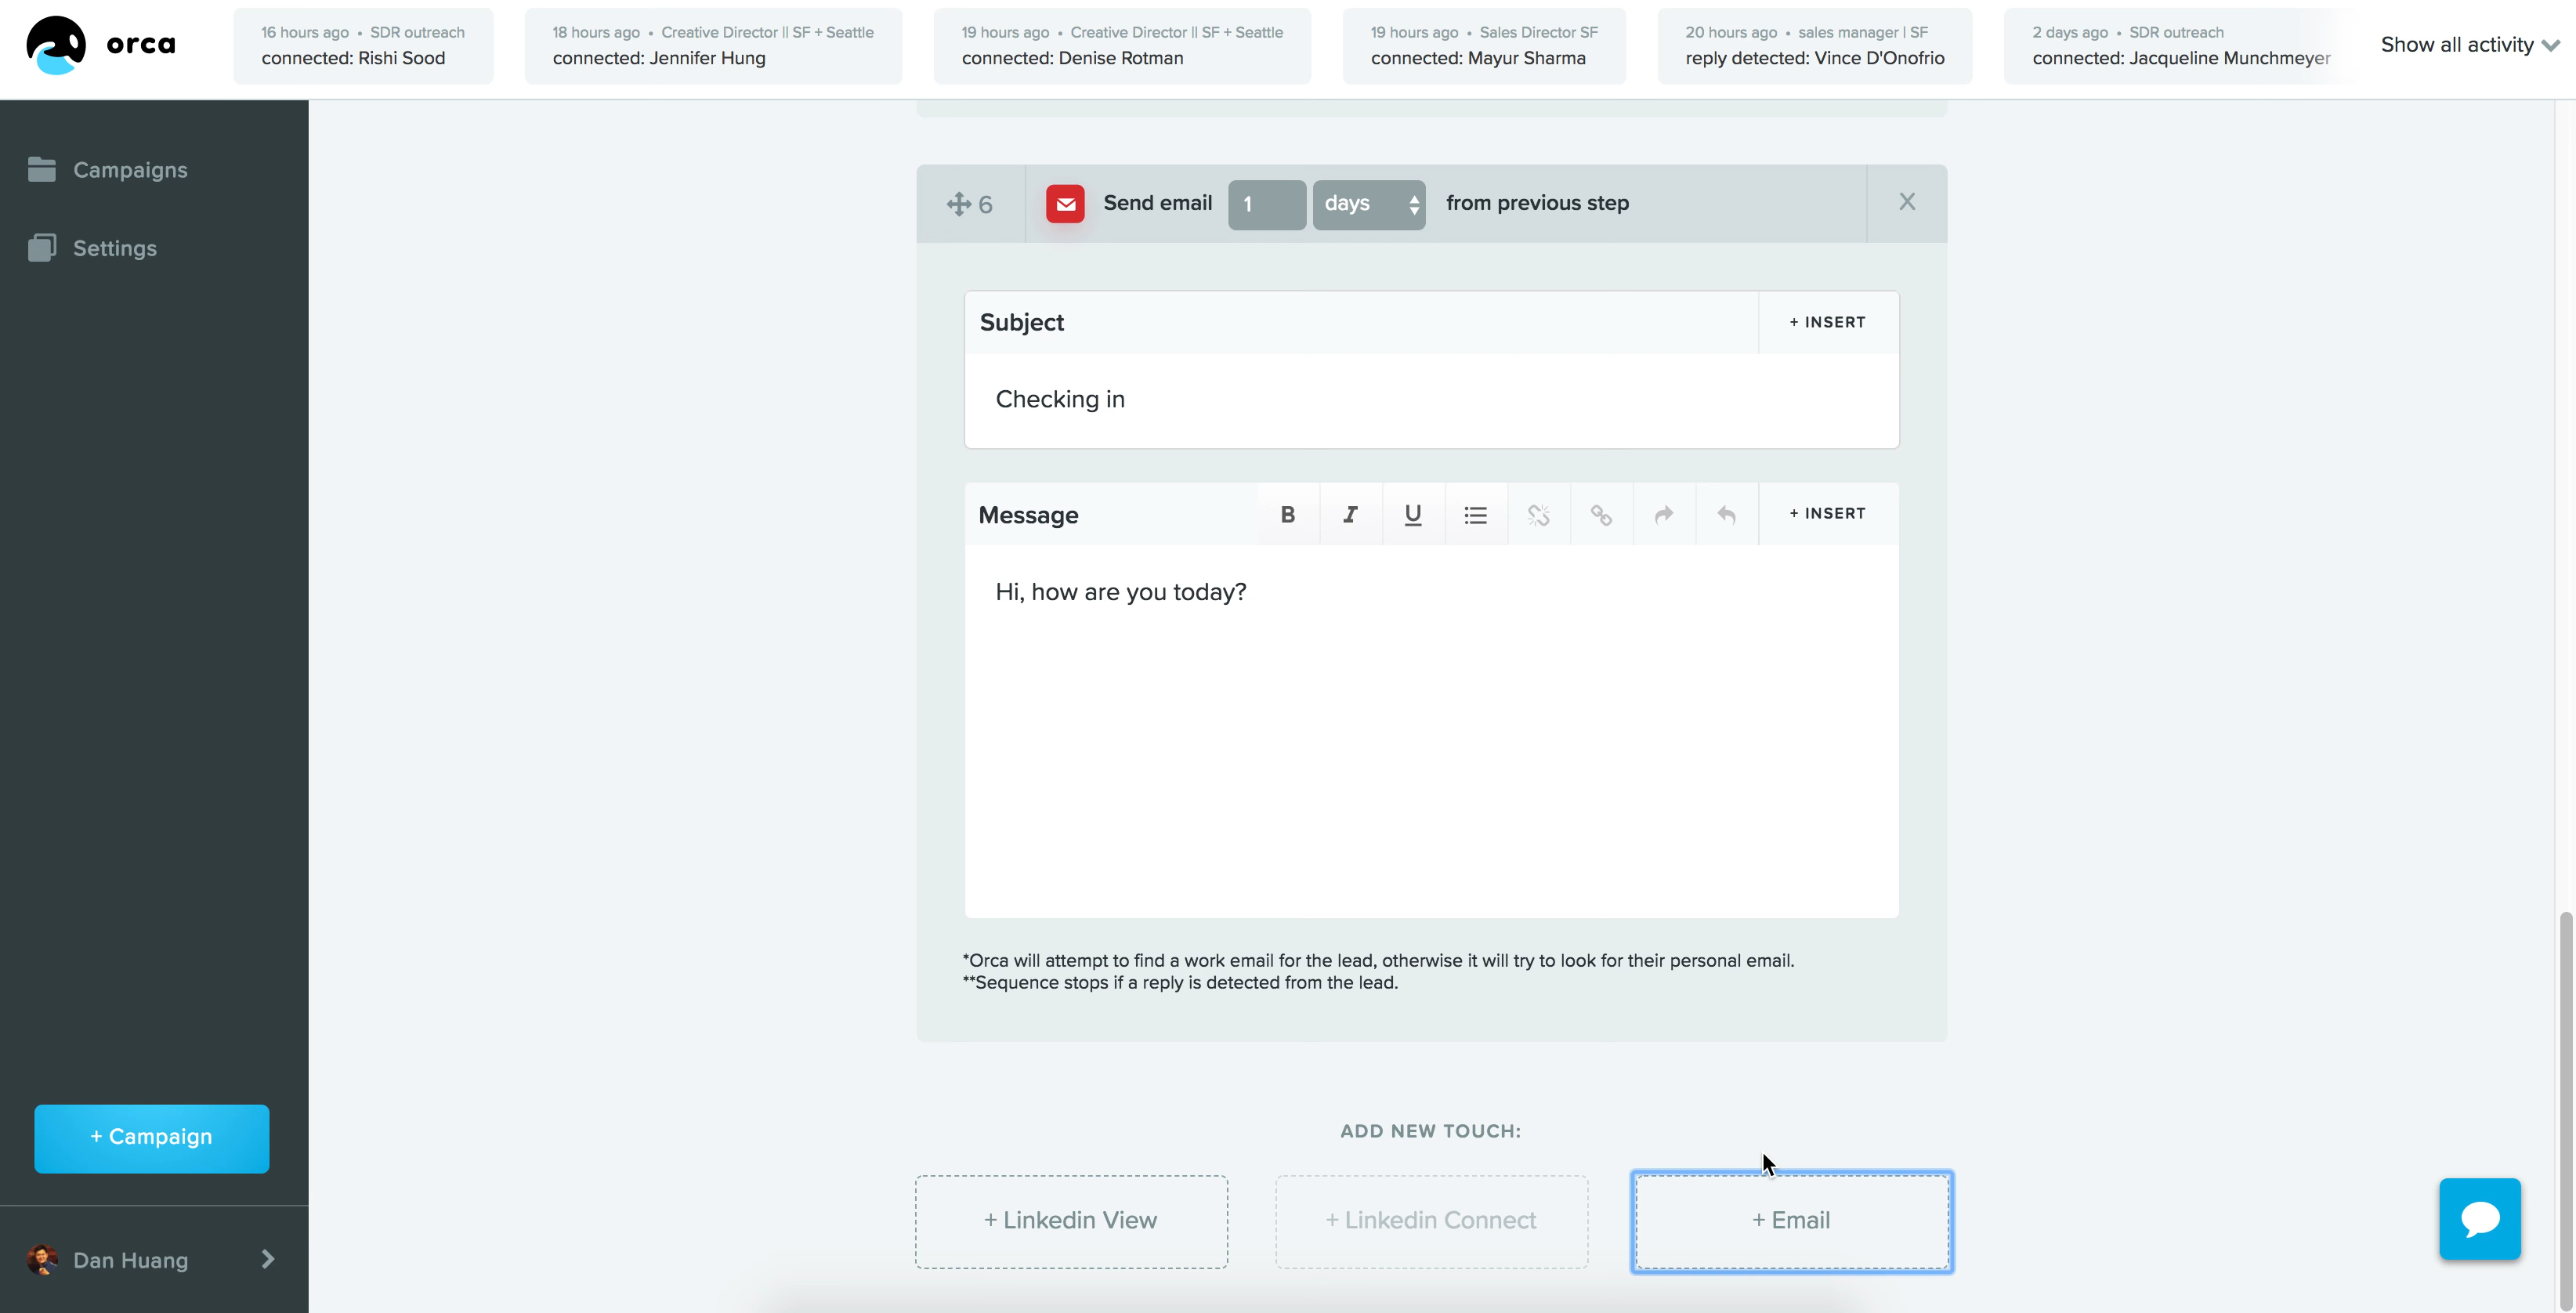 orca
16 hours ago • SDR outreach
connected: Rishi Sood
18 hours ago • Creative Director || SF + Seattle
connected: Jennifer Hung
19 hours ago • Creative Director || SF + Seattle
connected: Denise Rotman
19 hours ago • Sales Director SF
connected: Mayur Sharma
20 hours ago • sales manager | SF
reply detected: Vince D'Onofrio
2 days ago • SDR outreach
connected: Jacqueline Munchmeyer
Show all activity
Campaigns
Settings
6 Send email 1 days from previous step X
Subject + INSERT
Checking in
Message B I U + INSERT
Hi, how are you today?
*Orca will attempt to find a work email for the lead, otherwise it will try to look for their personal email.
**Sequence stops if a reply is detected from the lead.
ADD NEW TOUCH:
+ Linkedin View
+ Linkedin Connect
+ Email
+ Campaign
Dan Huang